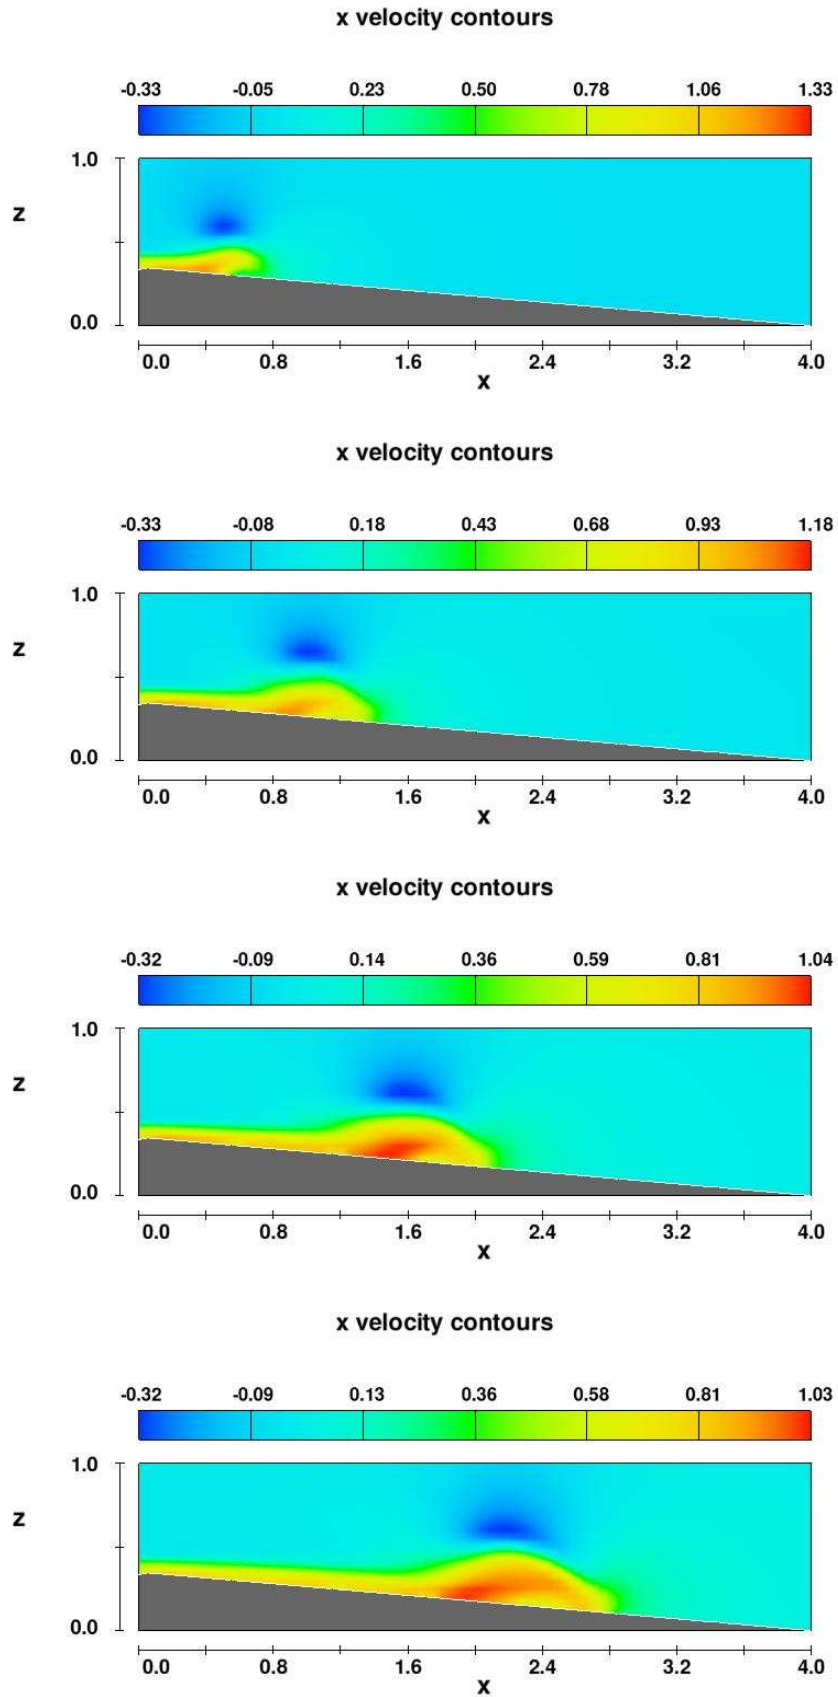 x velocity contours
-0.33 -0.05 0.23 0.50 0.78 1.06 1.33
1.0
z
0.0
0.0 0.8 1.6 2.4 3.2 4.0
x
x velocity contours
-0.33 -0.08 0.18 0.43 0.68 0.93 1.18
1.0
z
0.0
0.0 0.8 1.6 2.4 3.2 4.0
x
x velocity contours
-0.32 -0.09 0.14 0.36 0.59 0.81 1.04
1.0
z
0.0
0.0 0.8 1.6 2.4 3.2 4.0
x
x velocity contours
-0.32 -0.09 0.13 0.36 0.58 0.81 1.03
1.0
z
0.0
0.0 0.8 1.6 2.4 3.2 4.0
x